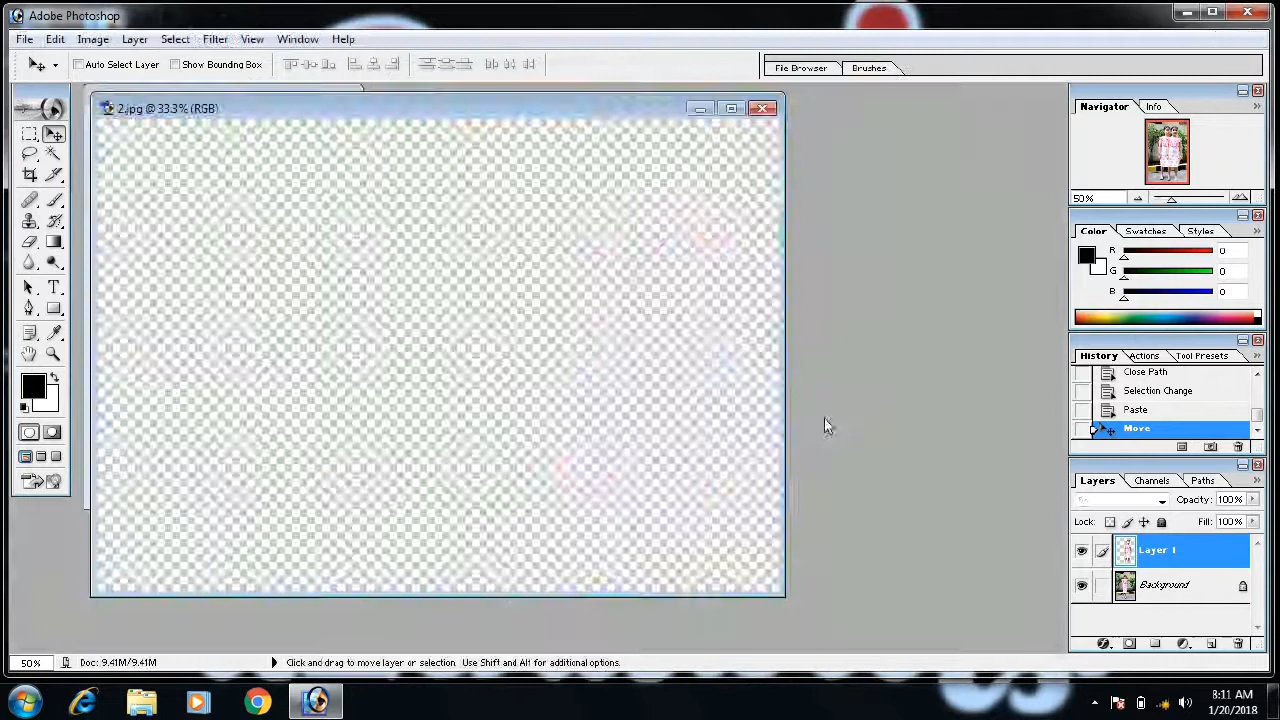 Adobe Photoshop
File Edit Image Layer Select Filter View Window Help
Auto Select Layer Show Bounding Box File Browser Brushes
2.jpg @ 33.3% (RGB)
Navigator Info
50%
Color Swatches Styles
R 0
G 0
B 0
History Actions Tool Presets
Close Path
Selection Change
Paste
Move
Layers Channels Paths
Opacity: 100%
Lock: Fill: 100%
Layer 1
Background
50% Doc: 9.41M/9.41M Click and drag to move layer or selection. Use Shift and Alt for additional options.
8:11 AM
1/20/2018